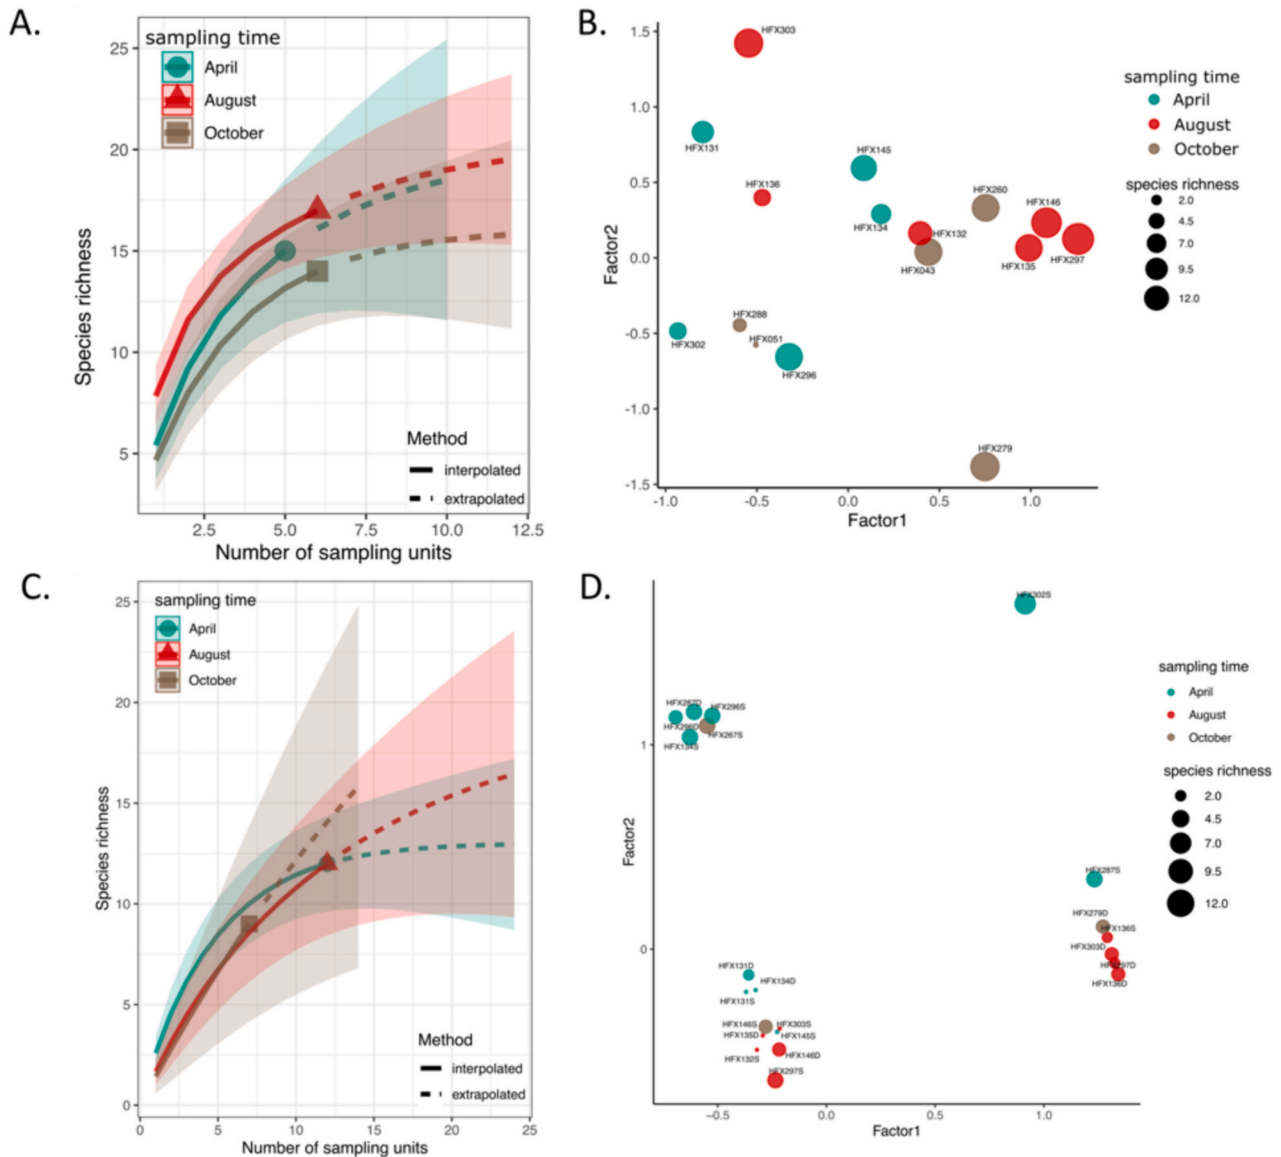 A.
sampling time
April
August
October
25
20
15
10
5
Species richness
Method
interpolated
extrapolated
2.5
5.0
7.5
10.0
12.5
Number of sampling units
B.
1.5
1.0
0.5
0.0
-0.5
-1.0
-1.5
Factor2
HFX303
HFX131
HFX145
HFX136
HFX134
HFX260
HFX146
HFX132
HFX043
HFX135
HFX297
HFX288
HFX051
HFX302
HFX296
HFX279
-1.0
-0.5
0.0
0.5
1.0
Factor1
sampling time
April
August
October
species richness
2.0
4.5
7.0
9.5
12.0
C.
sampling time
April
August
October
25
20
15
10
5
0
Species richness
Method
interpolated
extrapolated
0
5
10
15
20
25
Number of sampling units
D.
1
0
Factor2
HFX302S
HFX267D
HFX296S
HFX296D
HFX267S
HFX134S
HFX287S
HFX279D
HFX136S
HFX303D
HFX297D
HFX136D
HFX131D
HFX134D
HFX131S
HFX146S
HFX303S
HFX135D
HFX145S
HFX132S
HFX146D
HFX297S
−0.5
0.0
0.5
1.0
Factor1
sampling time
April
August
October
species richness
2.0
4.5
7.0
9.5
12.0